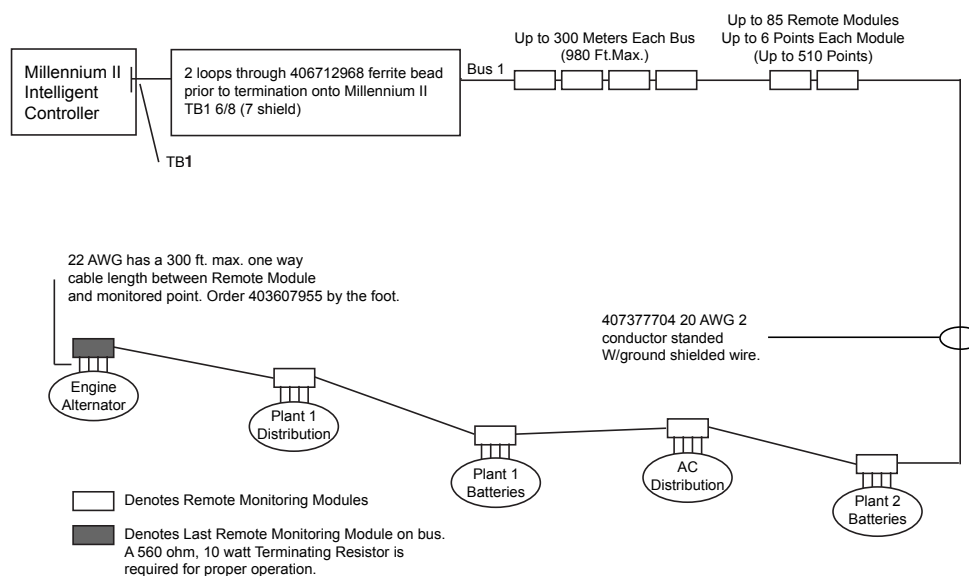 Millennium II
Intelligent
Controller
2 loops through 406712968 ferrite bead
prior to termination onto Millennium II
TB1 6/8 (7 shield)
TB1
Bus 1
Up to 300 Meters Each Bus
(980 Ft.Max.)
Up to 85 Remote Modules
Up to 6 Points Each Module
(Up to 510 Points)
22 AWG has a 300 ft. max. one way
cable length between Remote Module
and monitored point. Order 403607955 by the foot.
407377704 20 AWG 2
conductor standed
W/ground shielded wire.
Engine
Alternator
Plant 1
Distribution
Plant 1
Batteries
AC
Distribution
Plant 2
Batteries
Denotes Remote Monitoring Modules
Denotes Last Remote Monitoring Module on bus.
A 560 ohm, 10 watt Terminating Resistor is
required for proper operation.